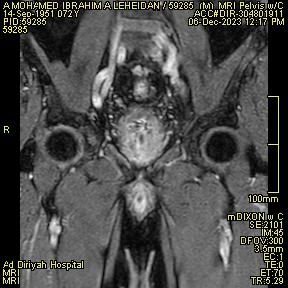 A MOHAMED IBRAHIM A LEHEIDAN / 59285 (M) MRI Pelvis w C
14-Sep-1951 072Y
ACC#DIR-304801911
PID:59285
06-Dec-2023 12:17 PM
59285
R
100mm
mDIXON w C
SE:2101
IM:45
DFOV:300
3.5mm
EC:1
TE:0
ET:70
TR:5.29
Ad Diriyah Hospital
MRI
MRI